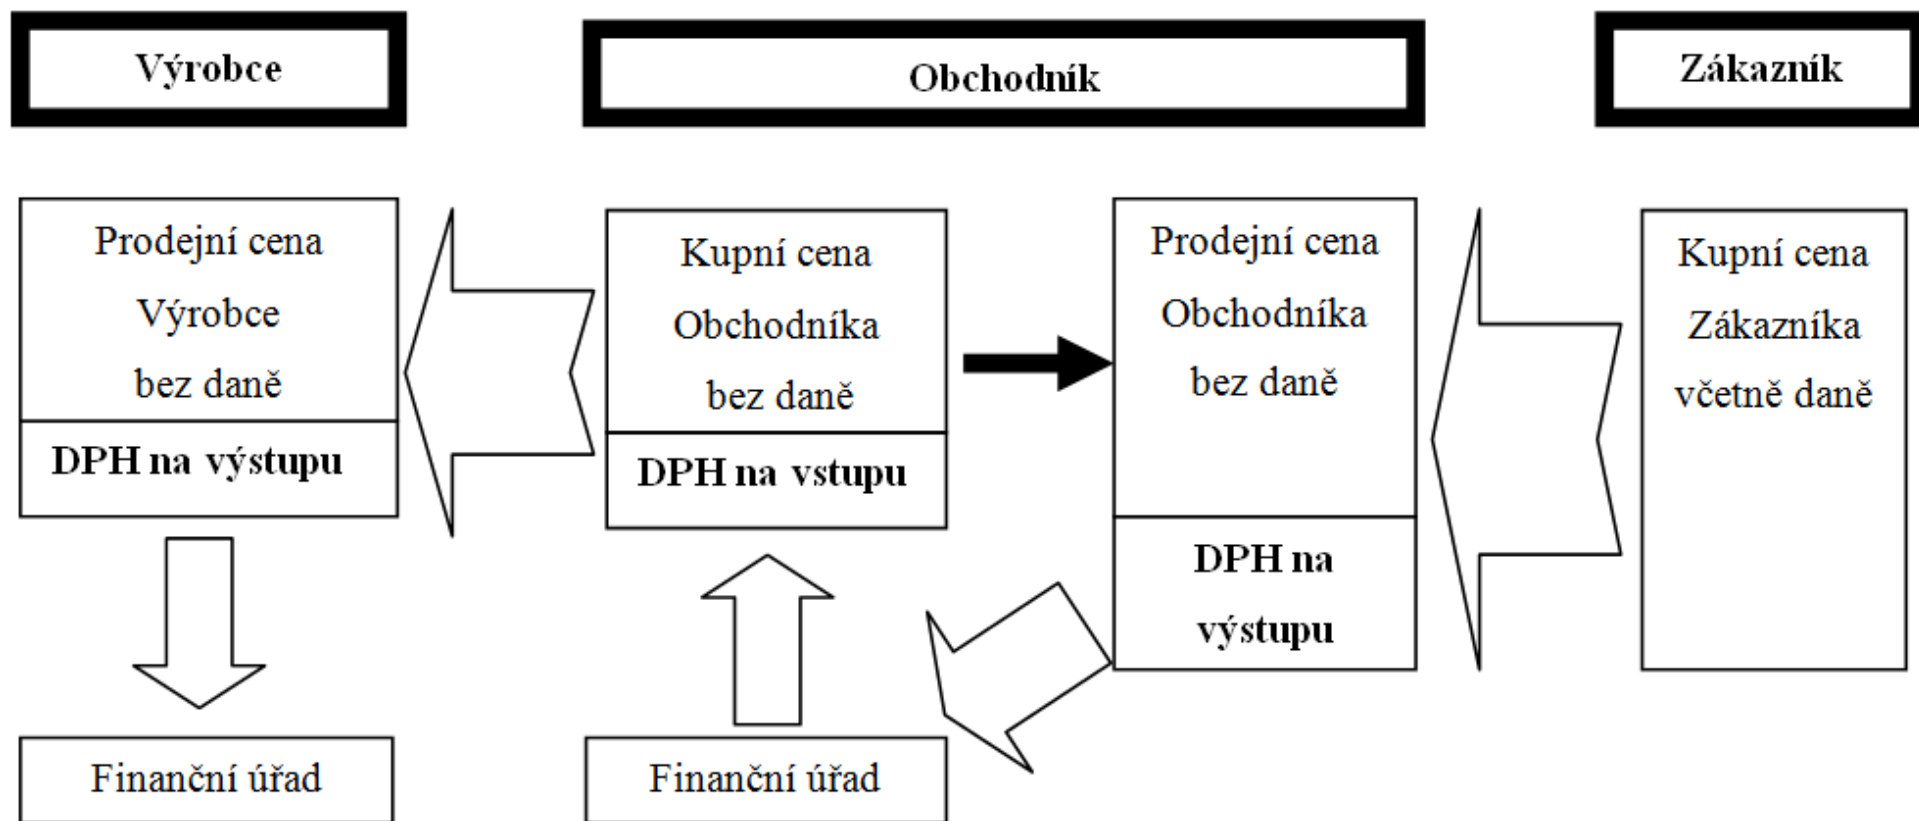 Výrobce
Obchodník
Zákazník
Prodejní cena
Výrobce
bez daně
DPH na výstupu
Kupní cena
Obchodníka
bez daně
DPH na vstupu
Prodejní cena
Obchodníka
bez daně
DPH na
výstupu
Kupní cena
Zákazníka
včetně daně
Finanční úřad
Finanční úřad